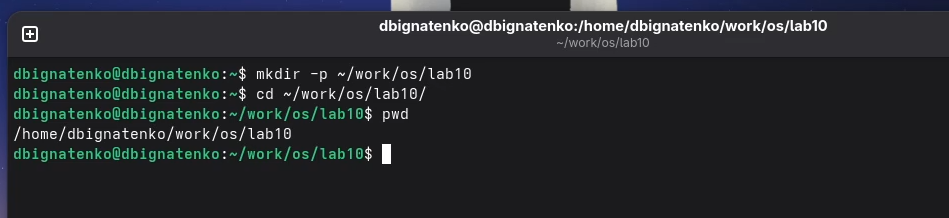 dbignatenko@dbignatenko:/home/dbignatenko/work/os/lab10
~/work/os/lab10
dbignatenko@dbignatenko:~$ mkdir -p ~/work/os/lab10
dbignatenko@dbignatenko:~$ cd ~/work/os/lab10/
dbignatenko@dbignatenko:~/work/os/lab10$ pwd
/home/dbignatenko/work/os/lab10
dbignatenko@dbignatenko:~/work/os/lab10$